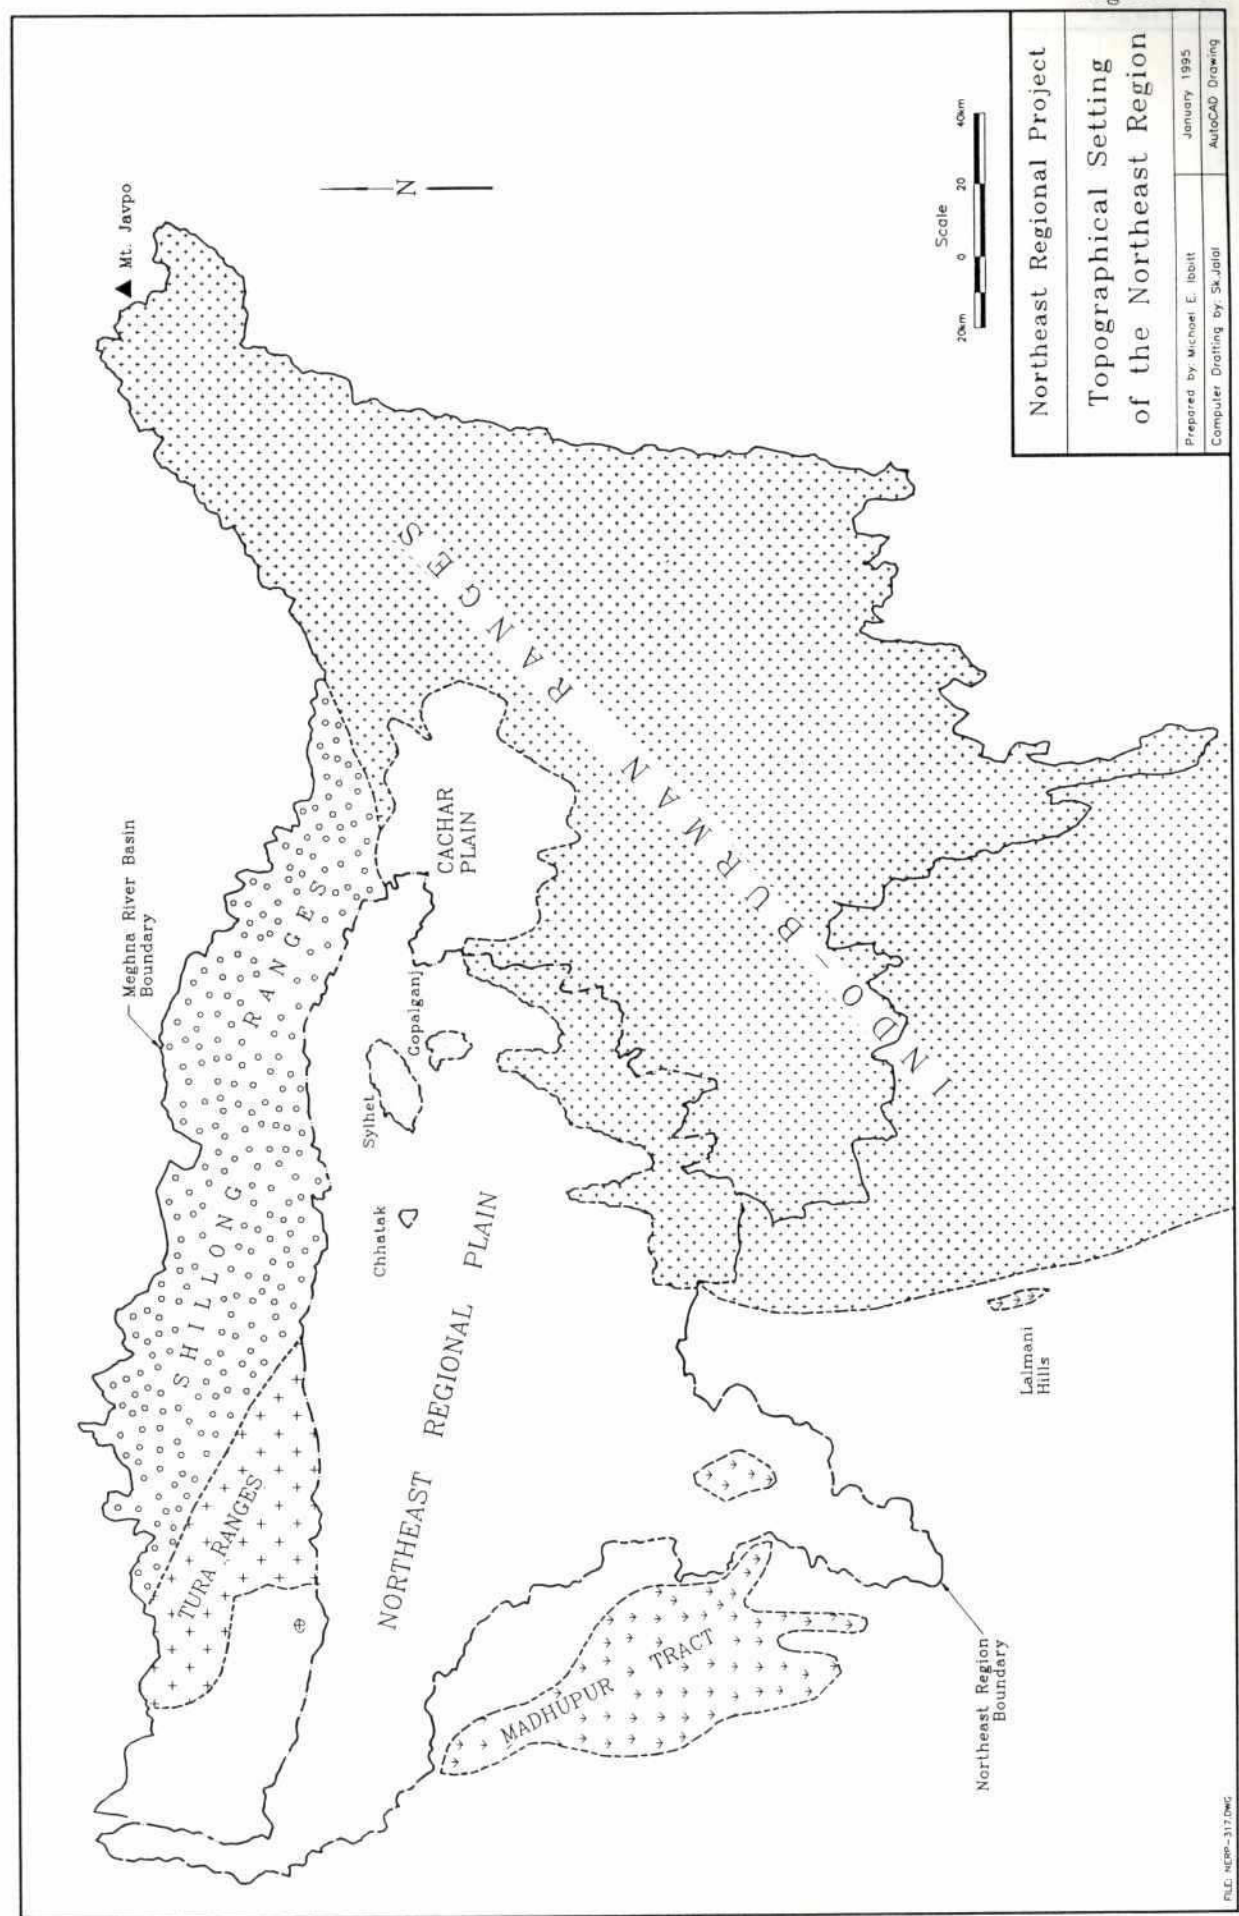 Mt. Javpo
N
Meghna River Basin
Boundary
SHILLONG RANGES
TURA RANGES
CACHAR
PLAIN
Gopalganj
Sylhet
Chhatak
NORTHEAST REGIONAL PLAIN
INDO-BURMAN RANGES
MADHUPUR TRACT
Lalmani
Hills
Northeast Region
Boundary
Scale
20km 0 20 40km
Northeast Regional Project
Topographical Setting
of the Northeast Region
Prepared by: Michael E. Ibbitt
January 1995
Computer Drafting by: Sk.Jalal
AutoCAD Drawing
FILE: NERP-317.DWG